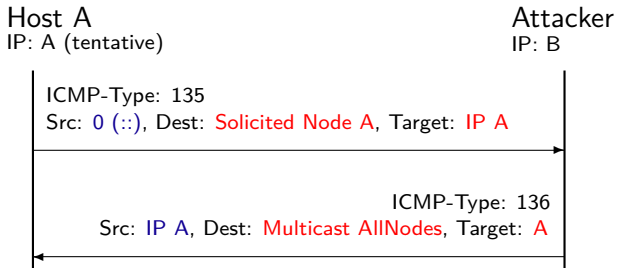 Host A
IP: A (tentative)
Attacker
IP: B
ICMP-Type: 135
Src: 0 (::), Dest: Solicited Node A, Target: IP A
ICMP-Type: 136
Src: IP A, Dest: Multicast AllNodes, Target: A